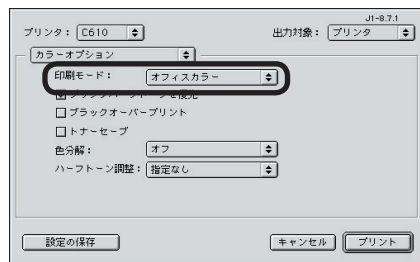 J1-8.7.1
プリンタ： C610 出力対象： プリンタ
カラーオプション
印刷モード： オフィスカラー
ブラックオーバープリント
トナーセーブ
色分解： オフ
ハーフトーン調整： 指定なし
設定の保存 キャンセル プリント